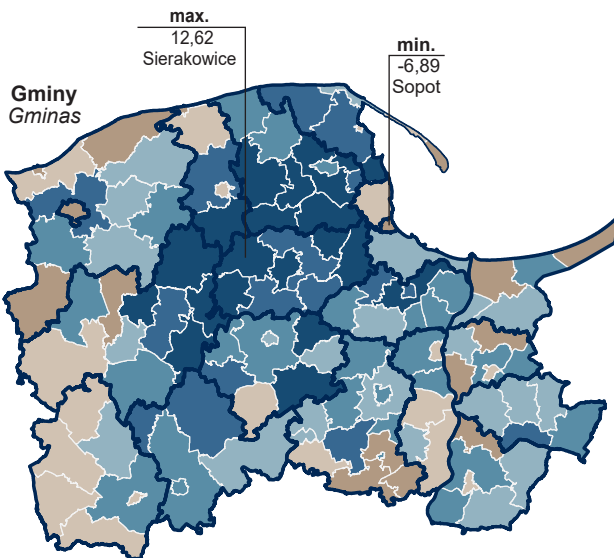 max.
12,62
Sierakowice
min.
-6,89
Sopot
Gminy
Gminas